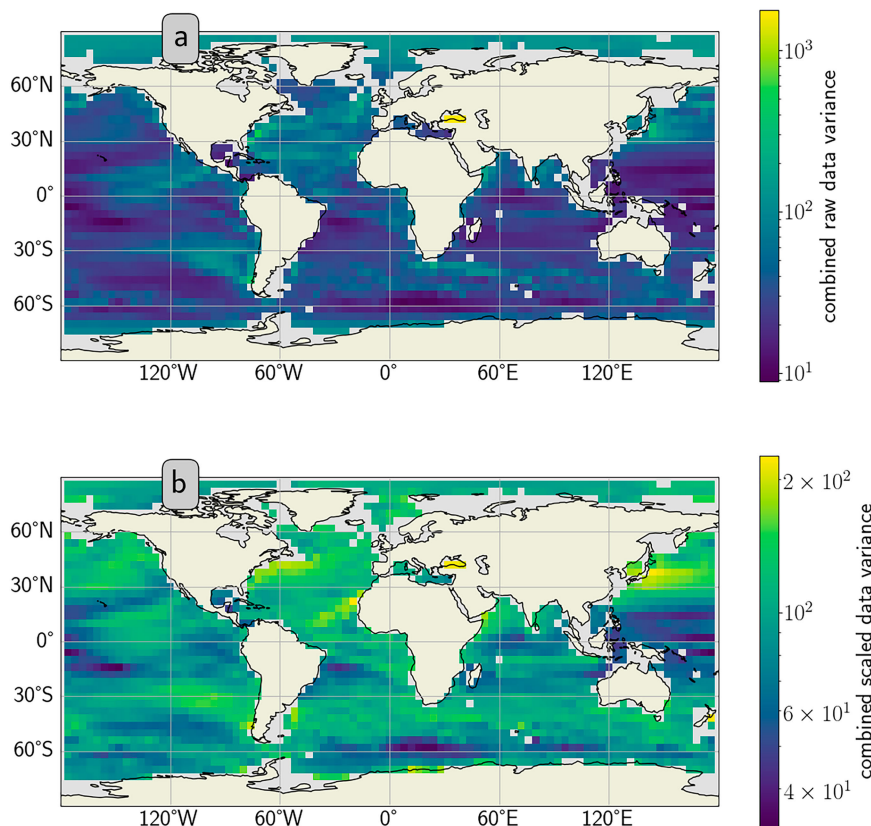 a
60°N
30°N
0°
30°S
60°S
120°W 60°W 0° 60°E 120°E
10³
10²
10¹
combined raw data variance
b
60°N
30°N
0°
30°S
60°S
120°W 60°W 0° 60°E 120°E
2 × 10²
10²
6 × 10¹
4 × 10¹
combined scaled data variance